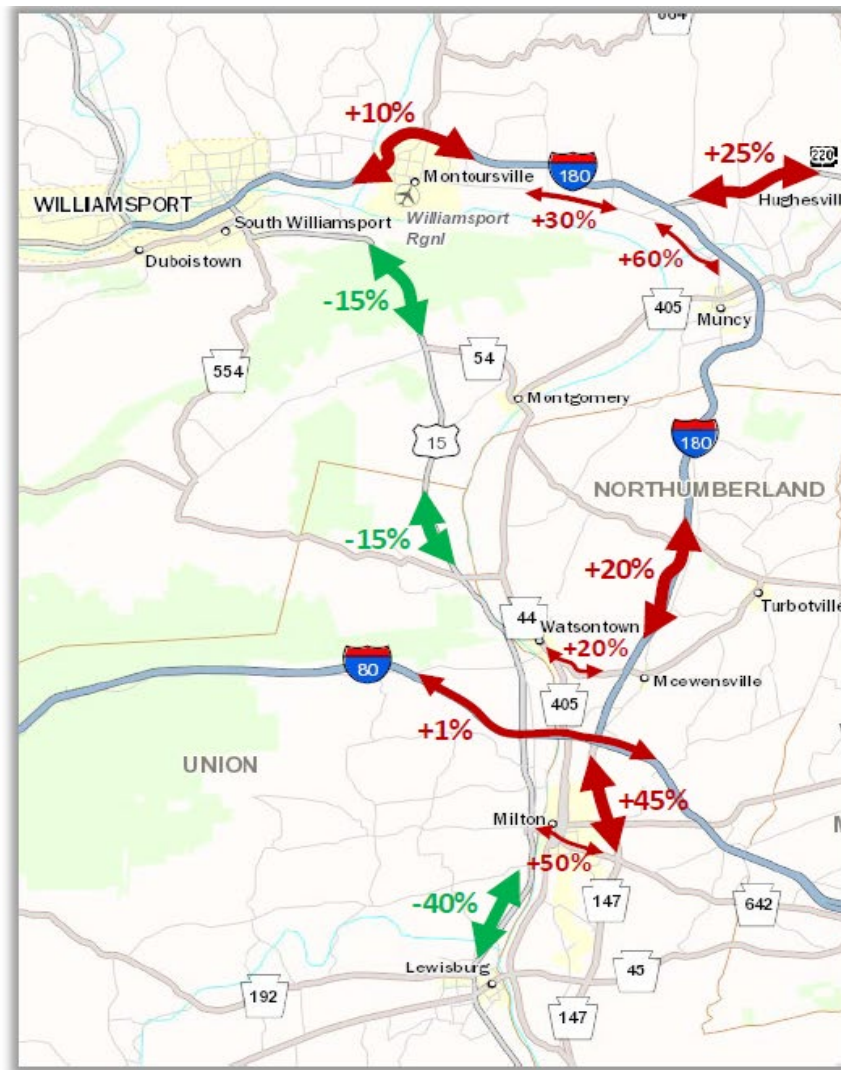 +10%
220
+25%
180
Montoursville
WILLIAMSPORT
Hughesvill
Williamsport
Rgnl
+30%
South Williamsport
+60%
Duboistown
-15%
405
Muncy
54
554
Montgomery
15
180
NORTHUMBERLAND
-15%
+20%
Turbotville
44
Watsontown
+20%
80
Mcewensville
405
+1%
UNION
+45%
Milton
+50%
-40%
147
642
Lewisburg
45
192
147